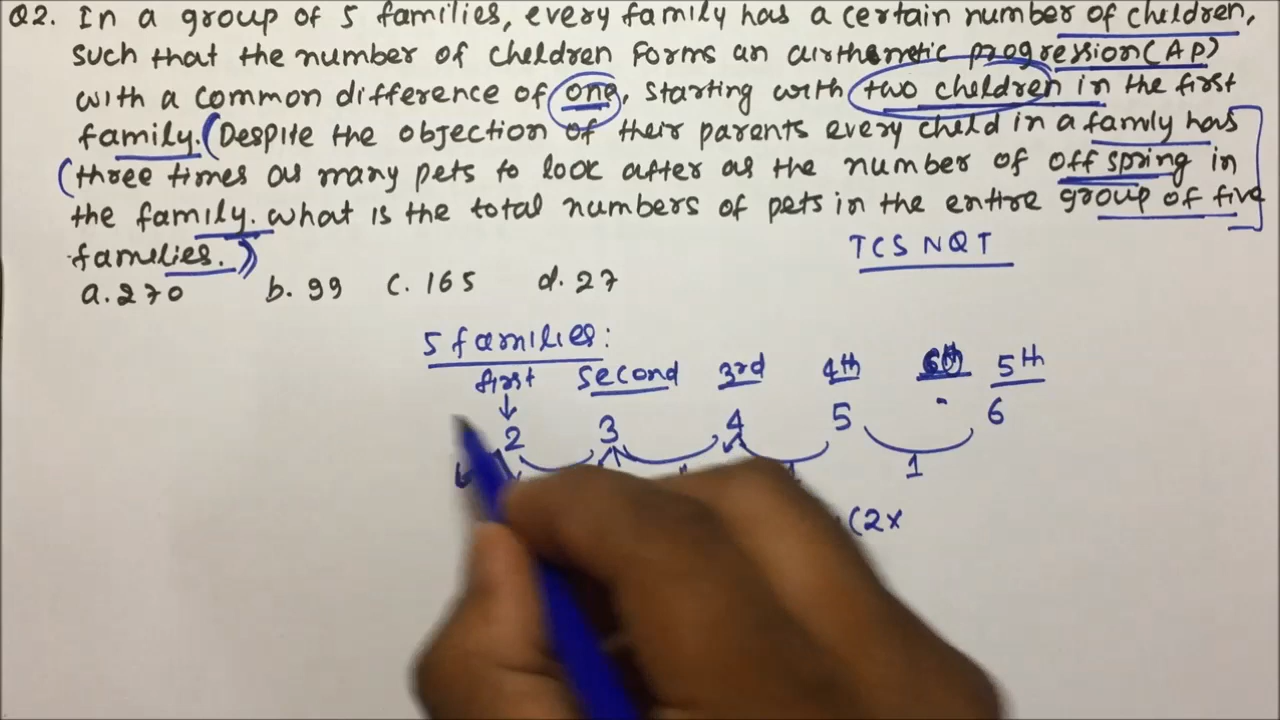 Q2. In a group of 5 families, every family has a certain number of children,
such that the number of children forms an airthmetic progression(AP)
with a common difference of one, starting with two children in the first
family. (Despite the objection of their parents every child in a family has
(three times as many pets to look after as the number of off spring in
the family. what is the total numbers of pets in the entire group of five
families.)
TCS NQT
a. 270 b. 99 c. 165 d. 27
5 families:
first second 3rd 4th 5th
2 3 4 5 6
1
(2x